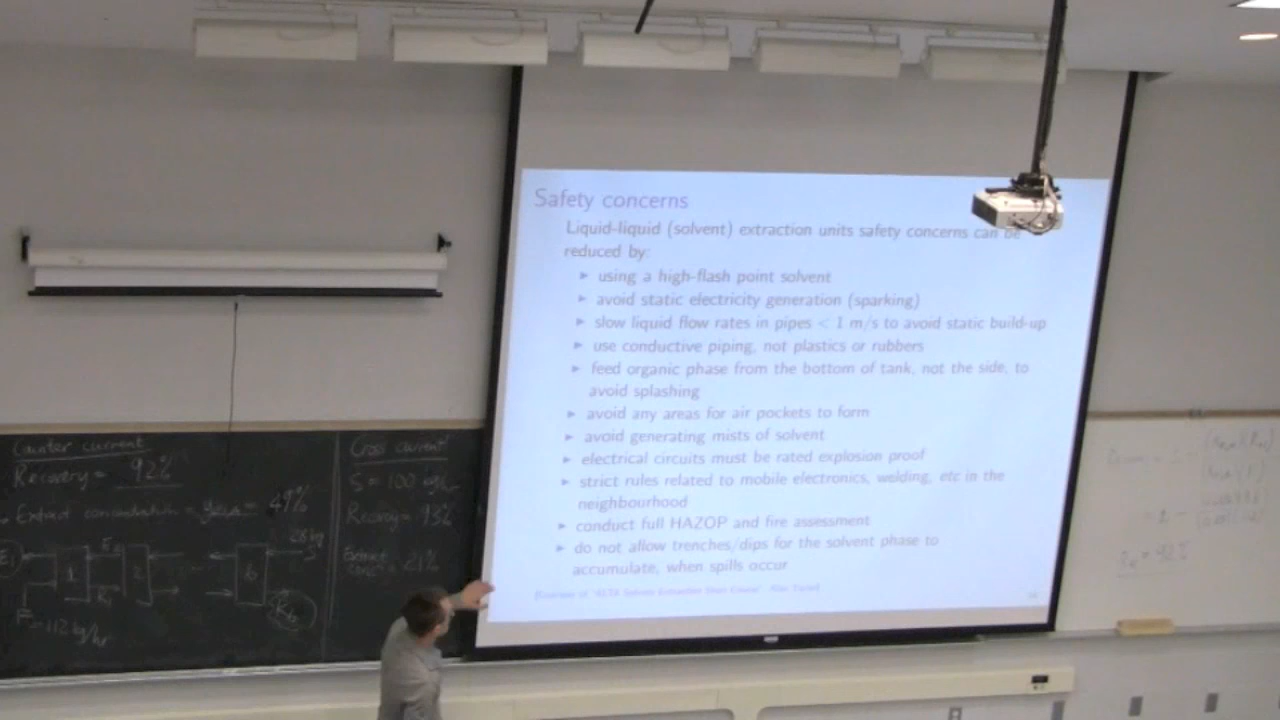 Safety concerns
Liquid-liquid (solvent) extraction units safety concerns can be
reduced by:
using a high-flash point solvent
avoid static electricity generation (sparking)
slow liquid flow rates in pipes < 1 m/s to avoid static build-up
use conductive piping, not plastics or rubbers
feed organic phase from the bottom of tank, not the side, to
avoid splashing
avoid any areas for air pockets to form
avoid generating mists of solvent
electrical circuits must be rated explosion proof
strict rules related to mobile electronics, welding, etc in the
neighbourhood
conduct full HAZOP and fire assessment
do not allow trenches/dips for the solvent phase to
accumulate, when spills occur
Counter current
Recovery = 92%
Extract concentration = 49%
E1
1
2
6
28 kg
F = 112 kg/hr
Cross current
S = 100 kg/hr
Recovery = 93%
Extract
= 21%